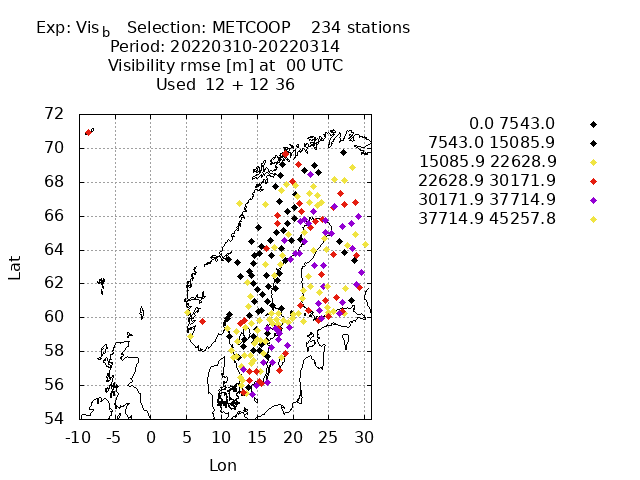 Exp: Vis b Selection: METCOOP 234 stations
Period: 20220310-20220314
Visibility rmse [m] at 00 UTC
Used 12 + 12 36
72
70
68
66
64
62
60
58
56
54
-10 -5 0 5 10 15 20 25 30
Lat
Lon
0.0 7543.0
7543.0 15085.9
15085.9 22628.9
22628.9 30171.9
30171.9 37714.9
37714.9 45257.8